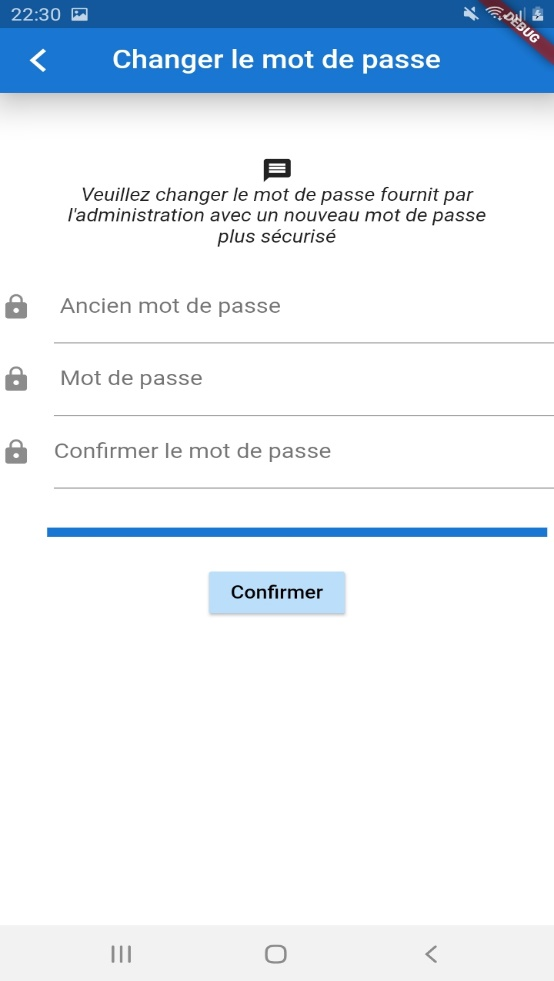 22:30
DEBUG
Changer le mot de passe
Veuillez changer le mot de passe fournit par
l'administration avec un nouveau mot de passe
plus sécurisé
Ancien mot de passe
Mot de passe
Confirmer le mot de passe
Confirmer